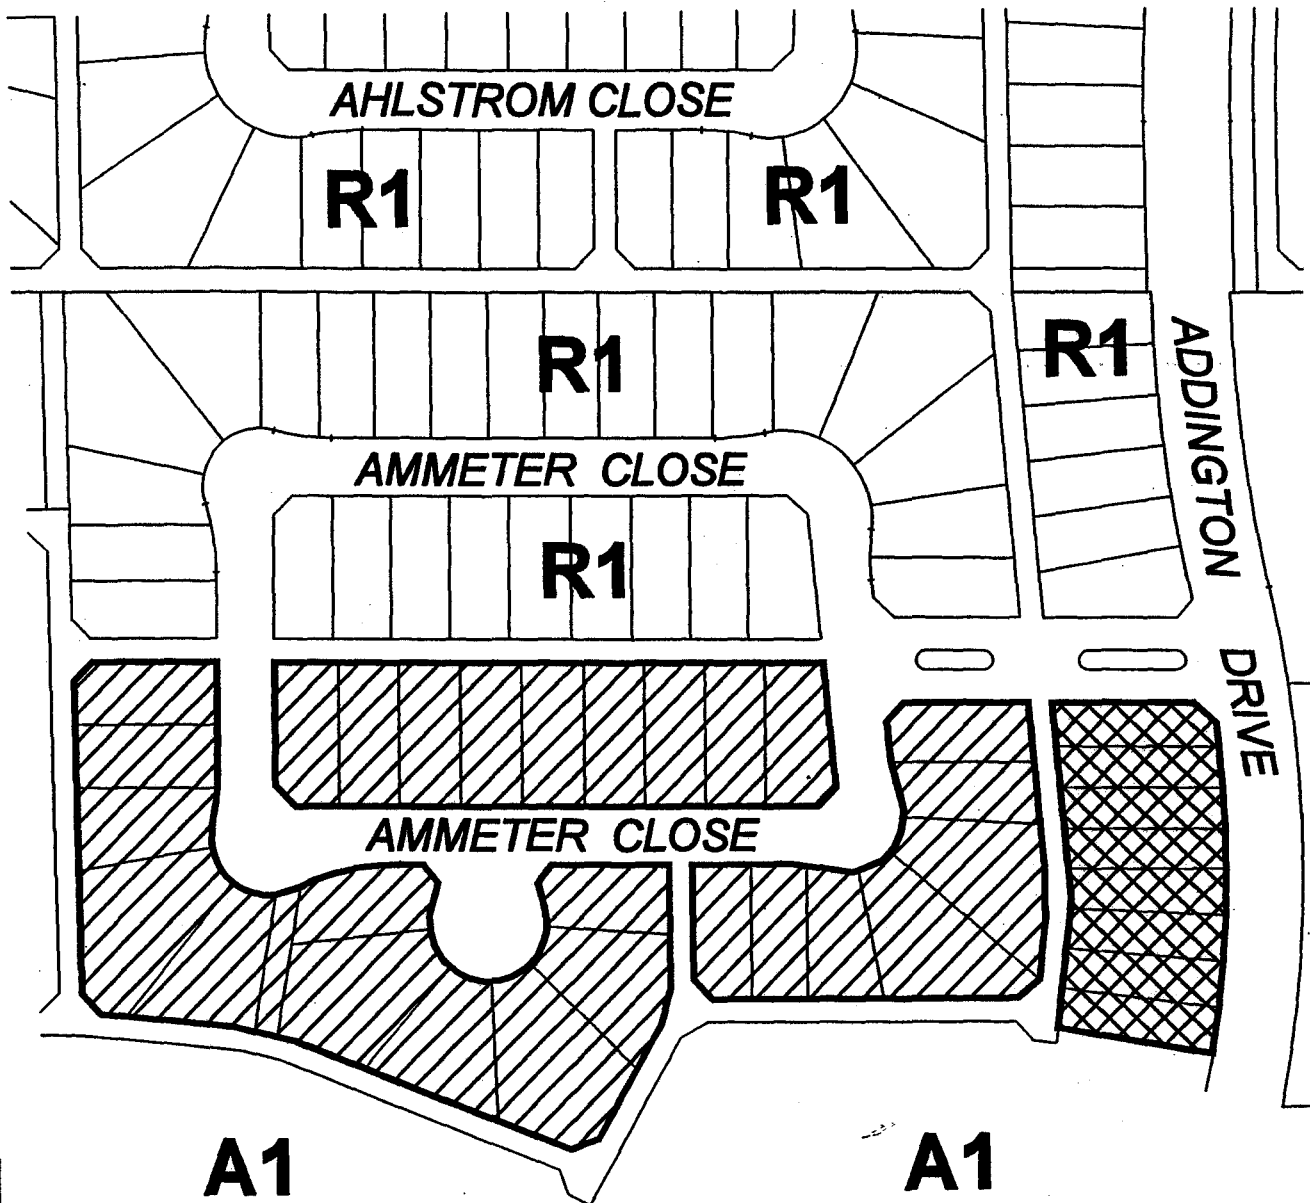 AHLSTROM CLOSE
R1
R1
R1
R1
ADDINGTON
AMMETER CLOSE
R1
DRIVE
AMMETER CLOSE
A1
A1